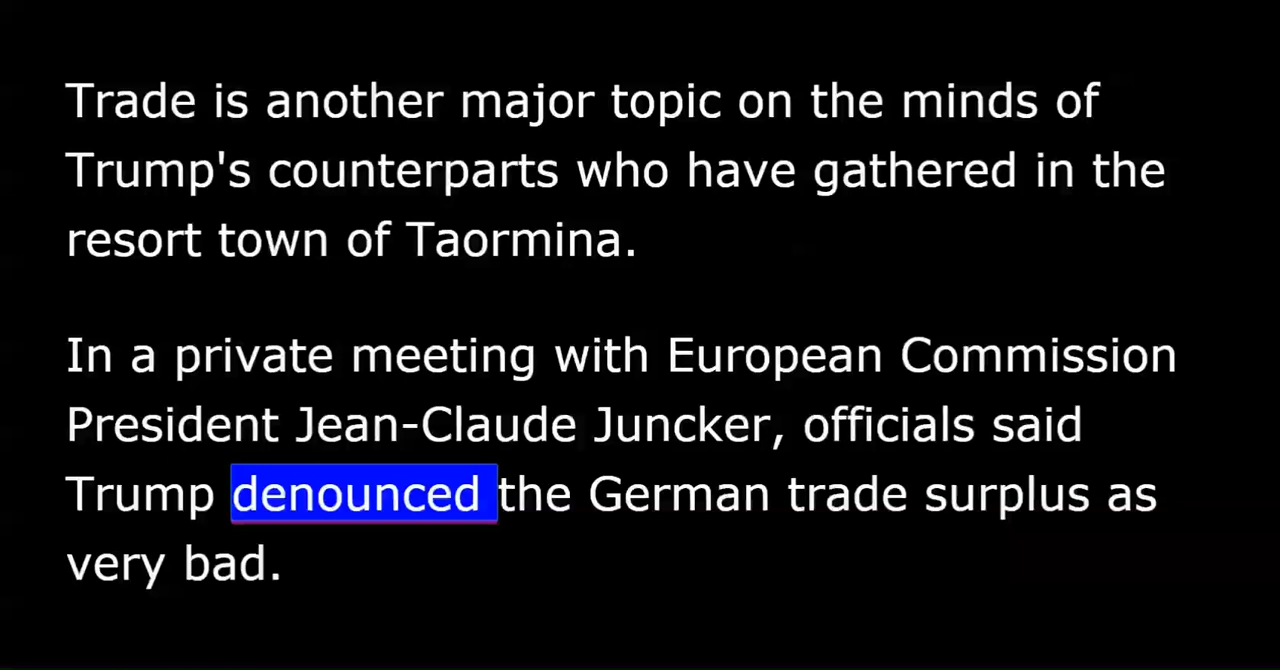 Trade is another major topic on the minds of
Trump's counterparts who have gathered in the
resort town of Taormina.
In a private meeting with European Commission
President Jean-Claude Juncker, officials said
Trump denounced the German trade surplus as
very bad.